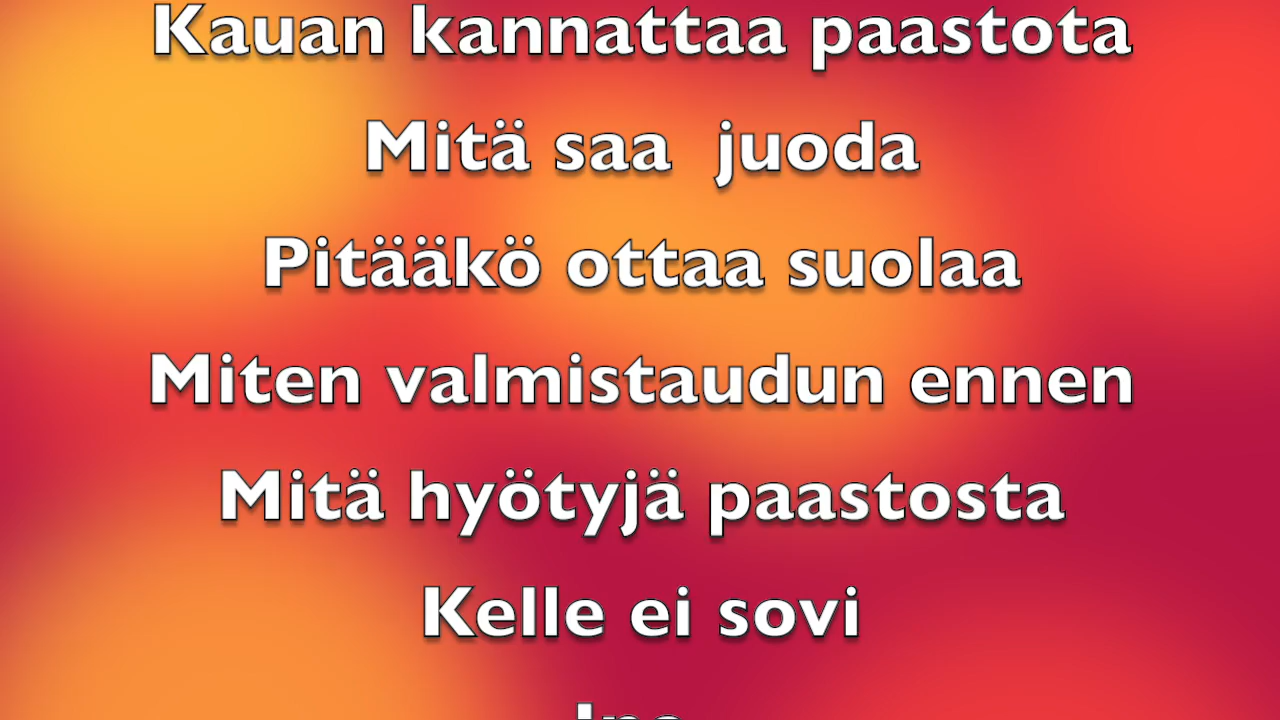 Kauan kannattaa paastota
Mitä saa juoda
Pitääkö ottaa suolaa
Miten valmistaudun ennen
Mitä hyötyjä paastosta
Kelle ei sovi